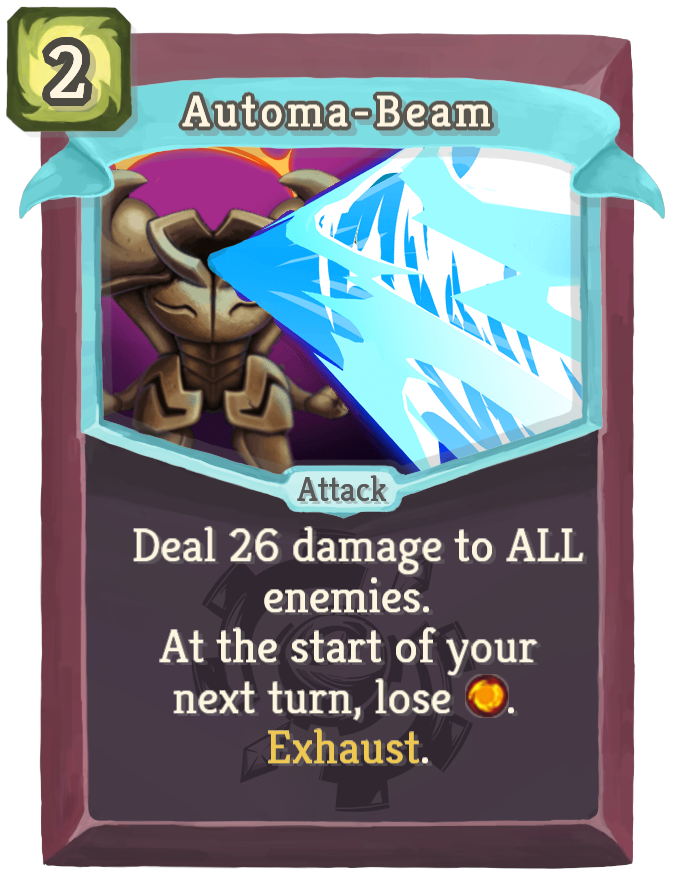 2
Automa-Beam
Attack
Deal 26 damage to ALL
enemies.
At the start of your
next turn, lose .
Exhaust.